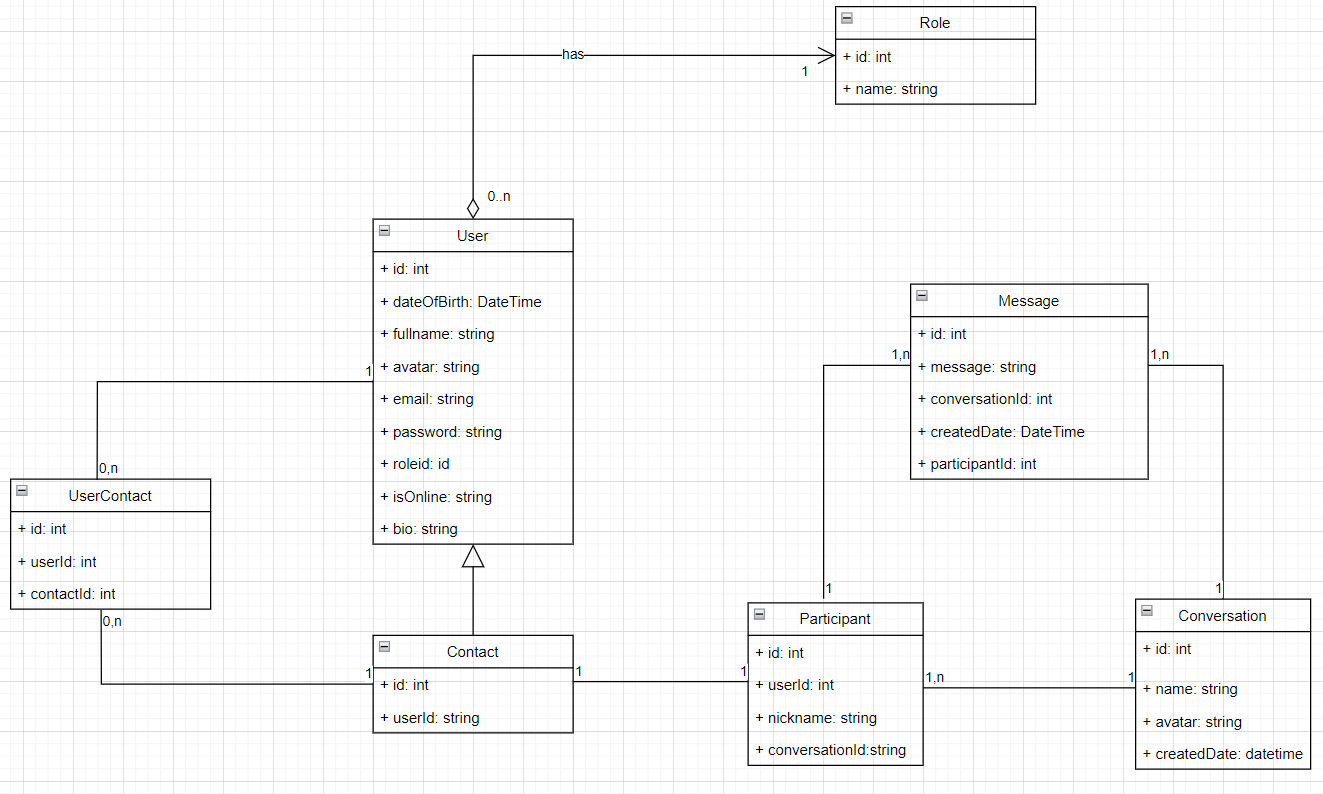 Role
+ id: int
+ name: string
has
1
0..n
User
+ id: int
+ dateOfBirth: DateTime
+ fullname: string
+ avatar: string
+ email: string
+ password: string
+ roleid: id
+ isOnline: string
+ bio: string
1
0,n
UserContact
+ id: int
+ userId: int
+ contactId: int
0,n
1
Contact
+ id: int
+ userId: string
1
1
Message
+ id: int
+ message: string
+ conversationId: int
+ createdDate: DateTime
+ participantId: int
1,n
1,n
1
1
Participant
+ id: int
+ userId: int
+ nickname: string
+ conversationId:string
1,n
1
Conversation
+ id: int
+ name: string
+ avatar: string
+ createdDate: datetime